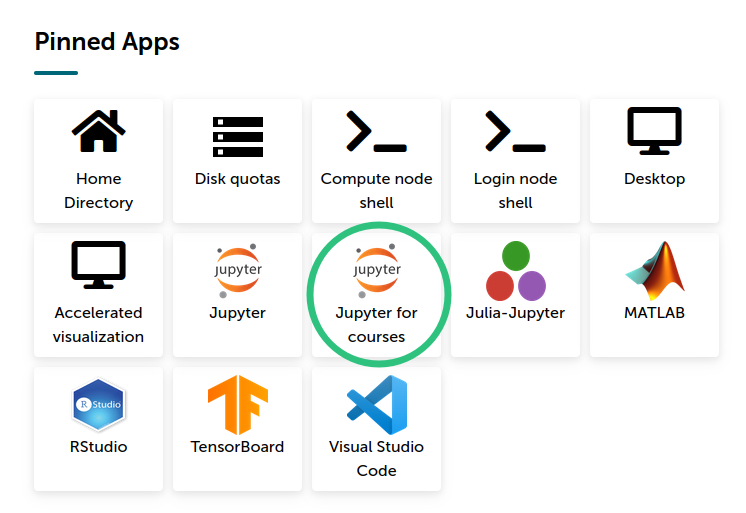 Pinned Apps
Home
Directory
Disk quotas
Compute node
shell
Login node
shell
Desktop
Accelerated
visualization
jupyter
Jupyter
jupyter
Jupyter for
courses
Julia-Jupyter
MATLAB
R Studio
RStudio
TensorBoard
Visual Studio
Code